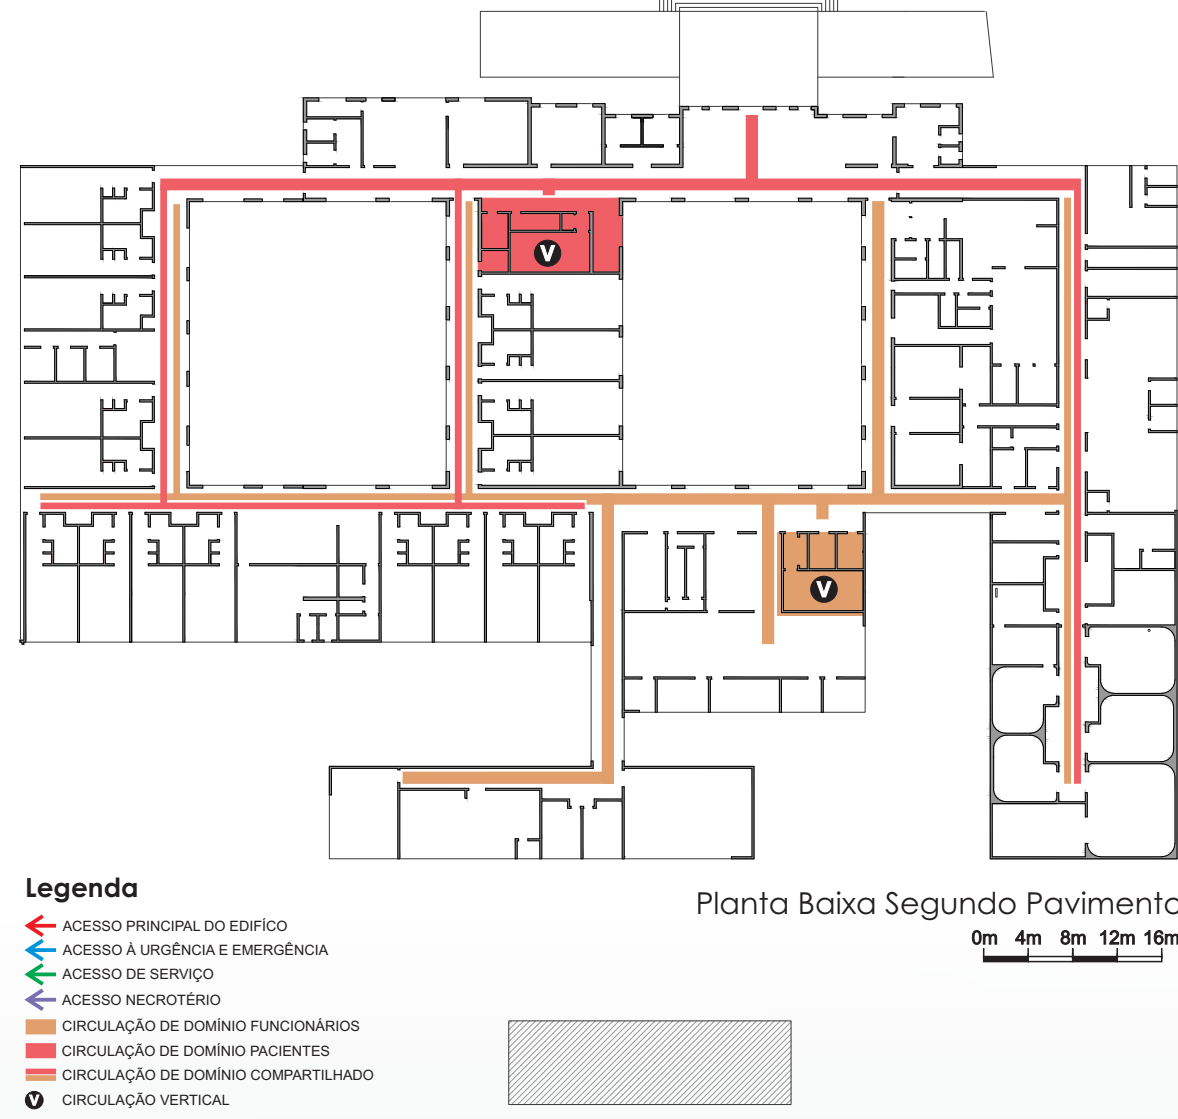 V
V
Legenda
ACESSO PRINCIPAL DO EDIFÍCO
ACESSO À URGÊNCIA E EMERGÊNCIA
ACESSO DE SERVIÇO
ACESSO NECROTÉRIO
CIRCULAÇÃO DE DOMÍNIO FUNCIONÁRIOS
CIRCULAÇÃO DE DOMÍNIO PACIENTES
CIRCULAÇÃO DE DOMÍNIO COMPARTILHADO
V CIRCULAÇÃO VERTICAL
Planta Baixa Segundo Pavimento
0m 4m 8m 12m 16m